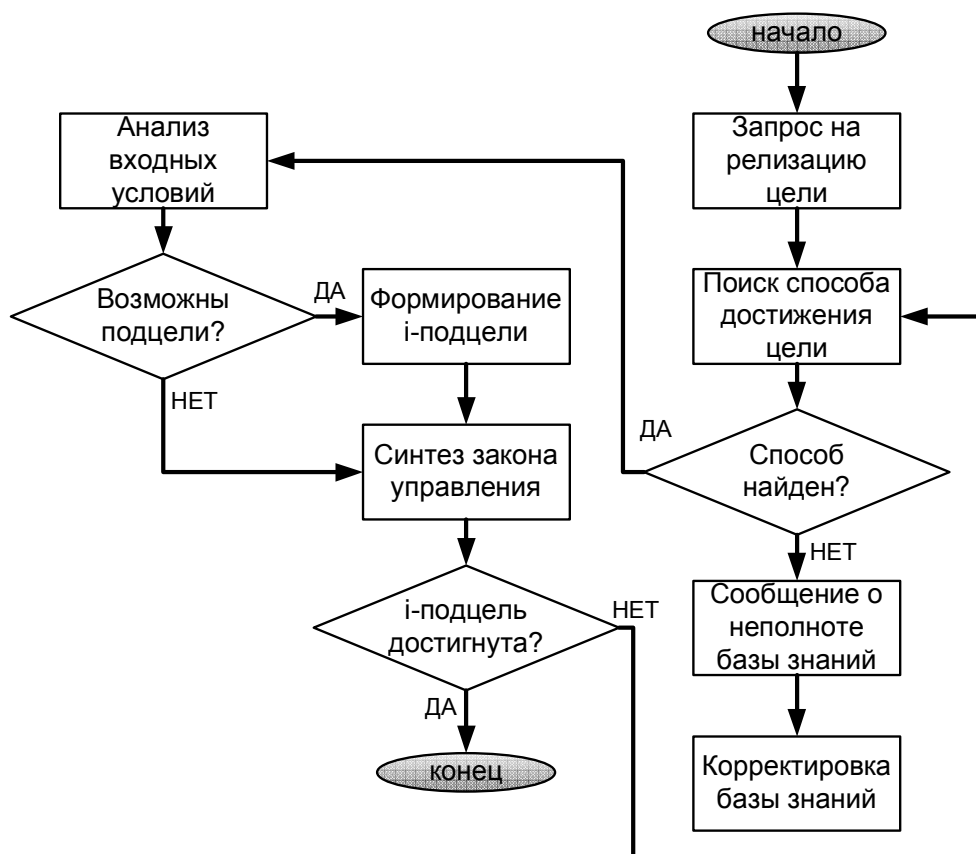 начало
Запрос на
релизацию
цели
Поиск способа
достижения
цели
Способ
найден?
ДА
НЕТ
Сообщение о
неполноте
базы знаний
Корректировка
базы знаний
Анализ
входных
условий
Возможны
подцели?
ДА
НЕТ
Формирование
i-подцели
Синтез закона
управления
i-подцель
достигнута?
НЕТ
ДА
конец